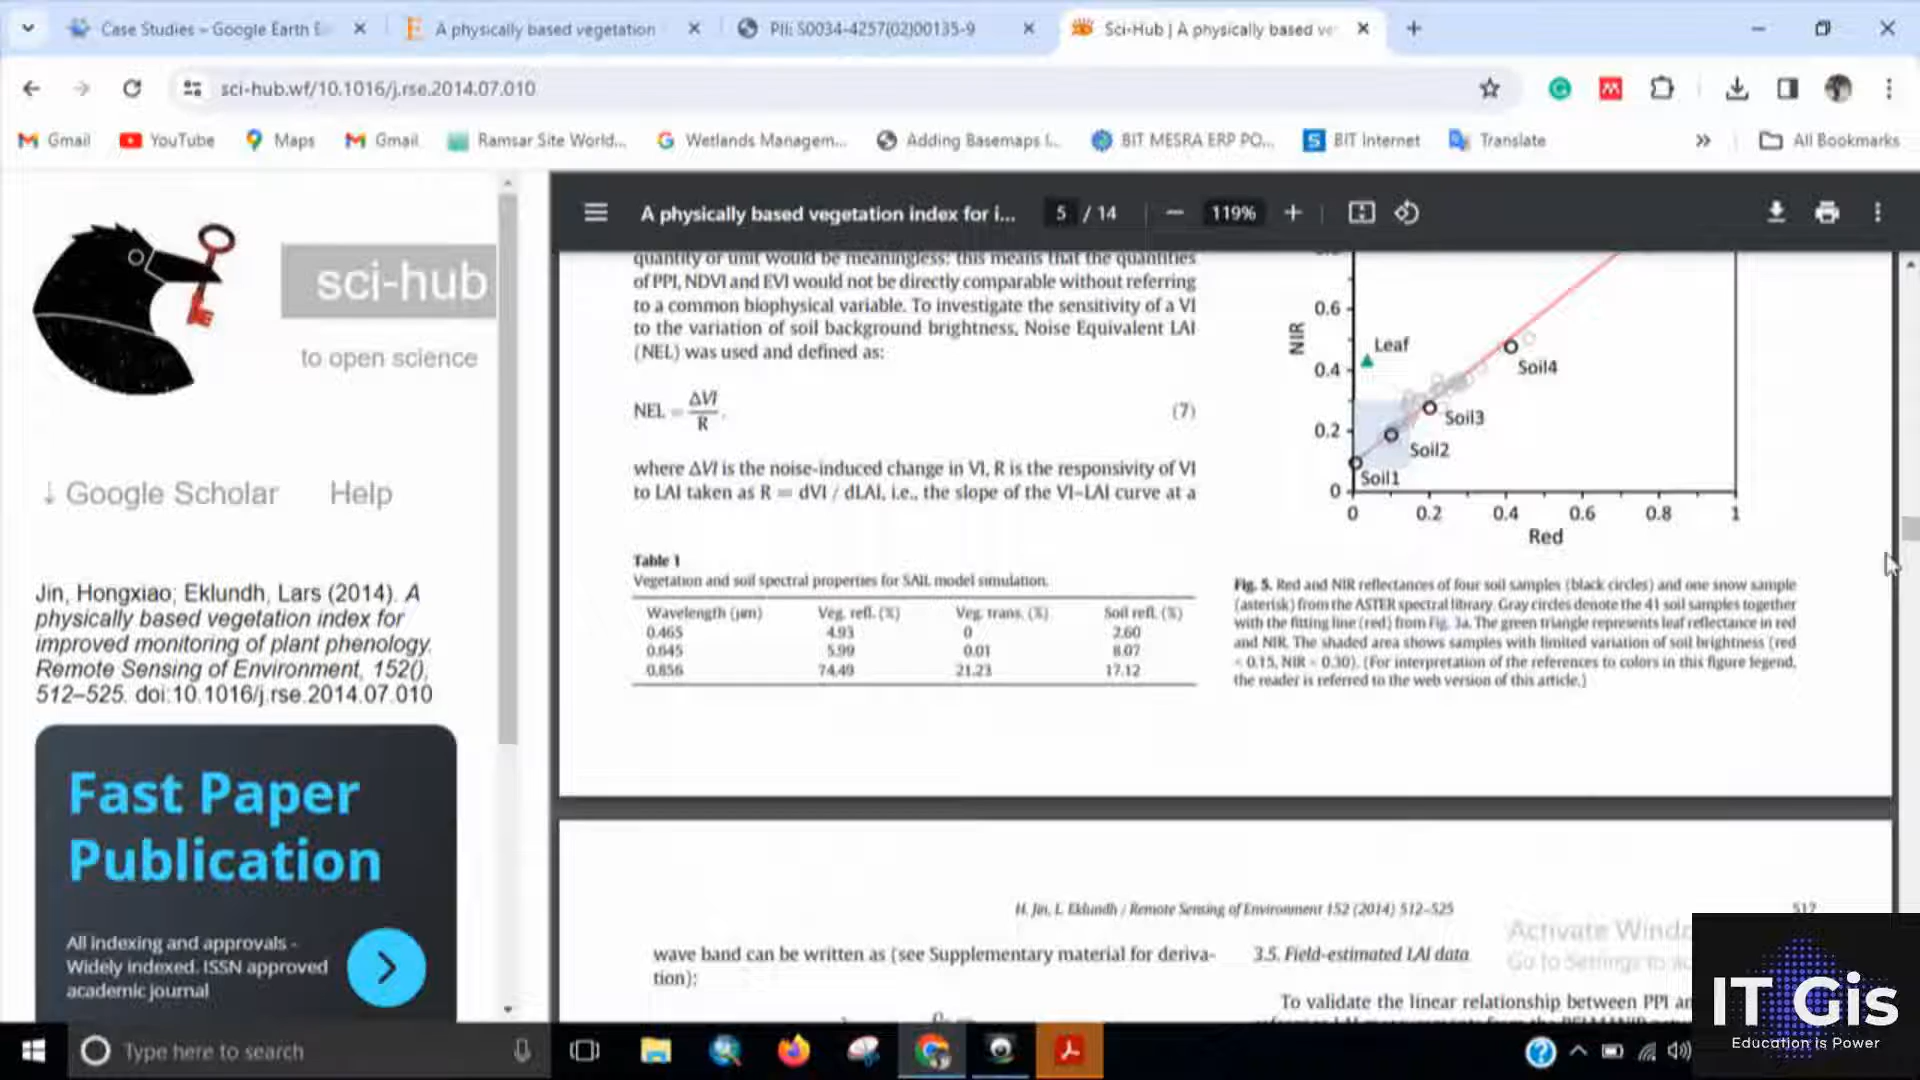 Case Studies – Google Earth E
A physically based vegetation
PII: S0034-4257(02)00135-9
Sci-Hub | A physically based ve
sci-hub.wf/10.1016/j.rse.2014.07.010
Gmail
YouTube
Maps
Gmail
Ramsar Site World...
Wetlands Managem...
Adding Basemaps I...
BIT MESRA ERP PO...
BIT Internet
Translate
All Bookmarks
sci-hub
to open science
↓ Google Scholar Help
Jin, Hongxiao; Eklundh, Lars (2014). A
physically based vegetation index for
improved monitoring of plant phenology.
Remote Sensing of Environment, 152(),
512–525. doi:10.1016/j.rse.2014.07.010
Fast Paper
Publication
All indexing and approvals -
Widely indexed. ISSN approved
academic journal
A physically based vegetation index for i...
5 / 14
119%
quantity or unit would be meaningless; this means that the quantities
of PPI, NDVI and EVI would not be directly comparable without referring
to a common biophysical variable. To investigate the sensitivity of a VI
to the variation of soil background brightness, Noise Equivalent LAI
(NEL) was used and defined as:
NEL = ΔVI / R. (7)
where ΔVI is the noise-induced change in VI, R is the responsivity of VI
to LAI taken as R = dVI / dLAI, i.e., the slope of the VI–LAI curve at a
Table 1
Vegetation and soil spectral properties for SAIL model simulation.
Wavelength (μm) Veg. refl. (%) Veg. trans. (%) Soil refl. (%)
0.465 4.93 0 2.60
0.645 5.99 0.01 8.07
0.856 74.49 21.23 17.12
NIR
0.6
0.4
0.2
0
Leaf
Soil4
Soil3
Soil2
Soil1
0 0.2 0.4 0.6 0.8 1
Red
Fig. 5. Red and NIR reflectances of four soil samples (black circles) and one snow sample
(asterisk) from the ASTER spectral library. Gray circles denote the 41 soil samples together
with the fitting line (red) from Fig. 3a. The green triangle represents leaf reflectance in red
and NIR. The shaded area shows samples with limited variation of soil brightness (red
< 0.15, NIR < 0.30). (For interpretation of the references to colors in this figure legend,
the reader is referred to the web version of this article.)
H. Jin, L. Eklundh / Remote Sensing of Environment 152 (2014) 512–525
517
wave band can be written as (see Supplementary material for deriva-
tion):
3.5. Field-estimated LAI data
To validate the linear relationship between PPI an
Activate Windo
Go to Settings to ac
IT Gis
Education is Power
Type here to search